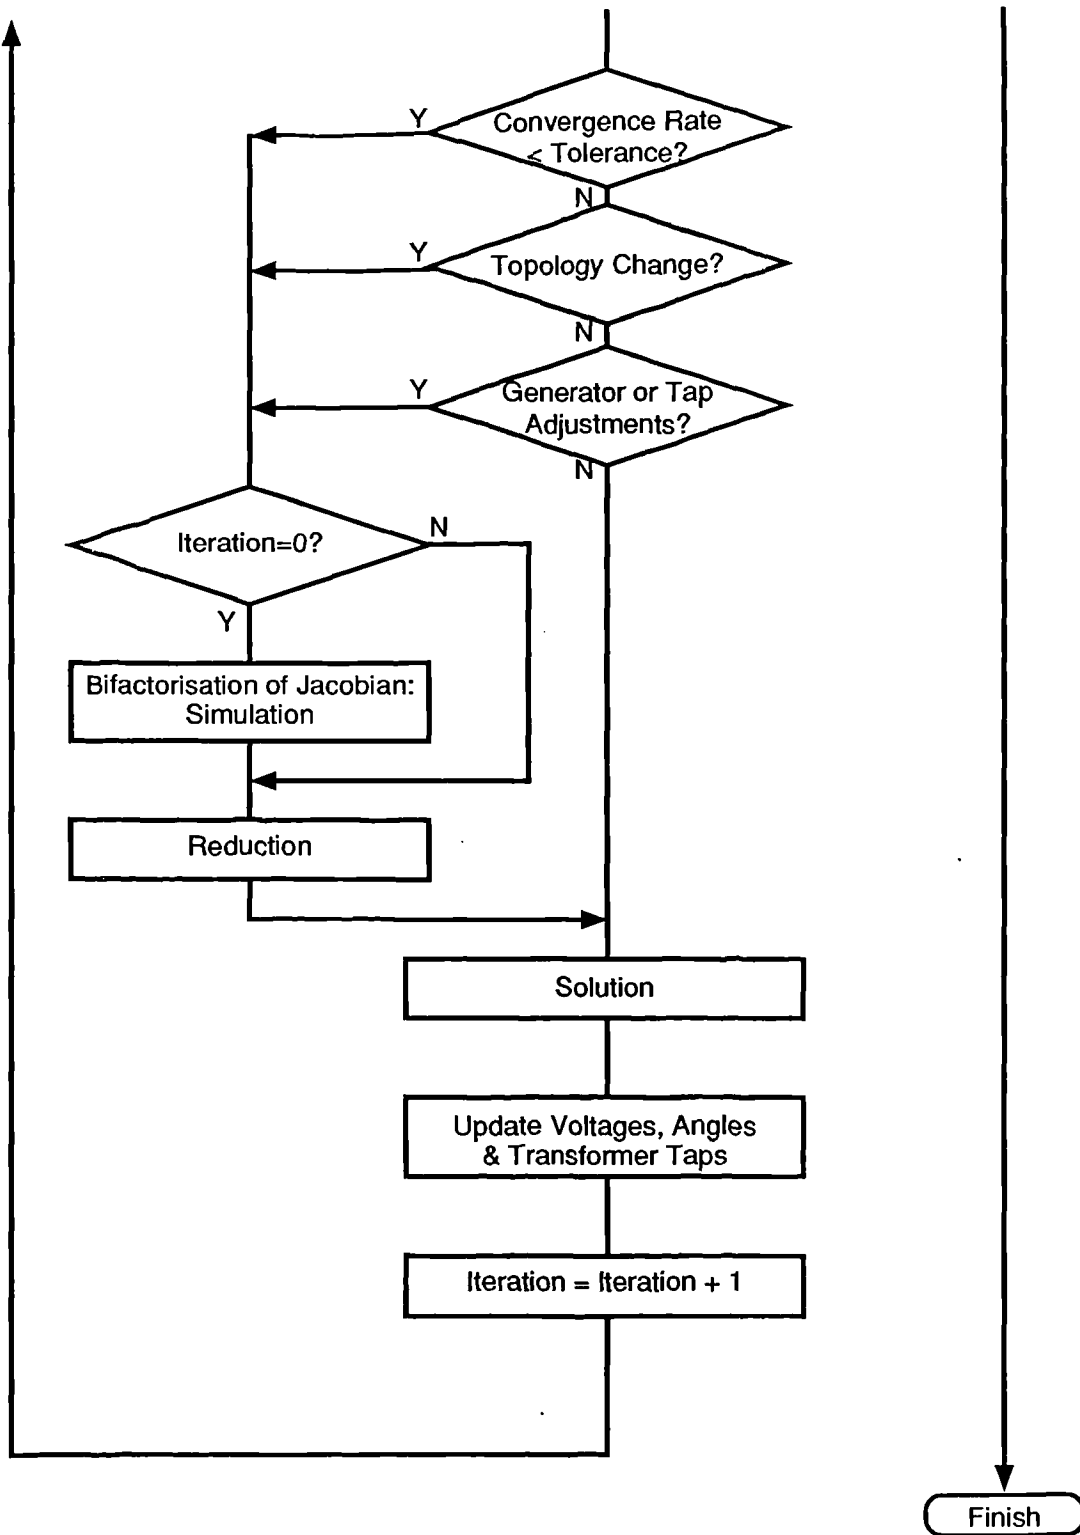 Y
Convergence Rate
< Tolerance?
N
Y
Topology Change?
N
Y
Generator or Tap
Adjustments?
N
Iteration=0?
N
Y
Bifactorisation of Jacobian:
Simulation
Reduction
Solution
Update Voltages, Angles
& Transformer Taps
Iteration = Iteration + 1
Finish